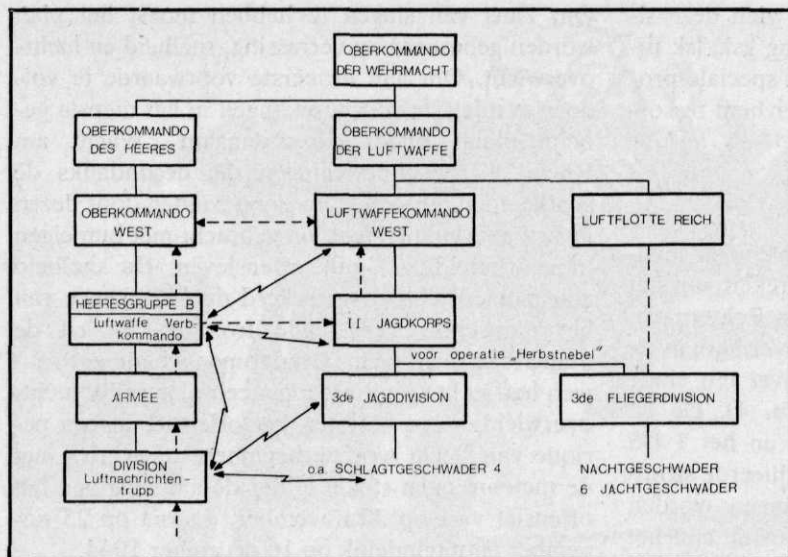 OBERKOMMANDO
DER WEHRMACHT
OBERKOMMANDO
DES HEERES
OBERKOMMANDO
DER LUFTWAFFE
OBERKOMMANDO
WEST
LUFTWAFFEKOMMANDO
WEST
LUFTFLOTTE REICH
HEERESGRUPPE B
Luftwaffe Verb-
kommando
II JAGDKORPS
voor operatie „Herbstnebel"
ARMEE
3de JAGDDIVISION
3de FLIEGERDIVISION
DIVISION
Luftnachrichten-
trupp
o.a. SCHLAGTGESCHWADER 4
NACHTGESCHWADER
6 JACHTGESCHWADER